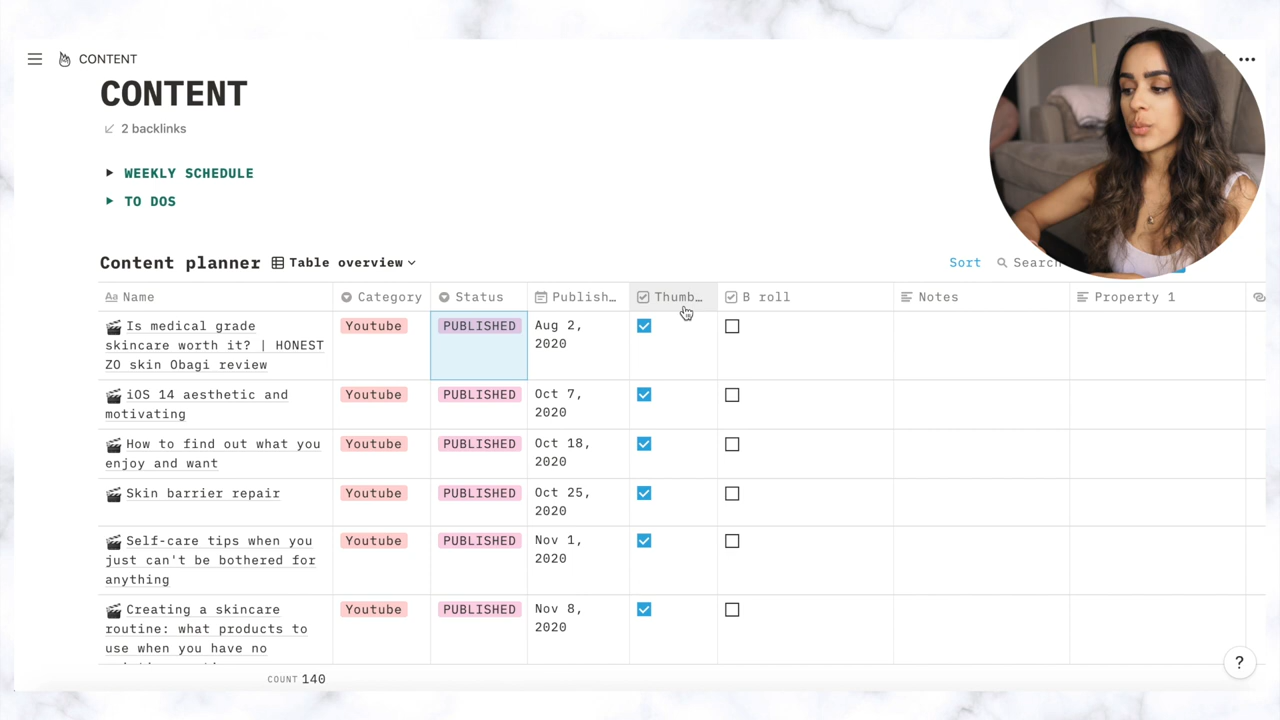 CONTENT
CONTENT
2 backlinks
WEEKLY SCHEDULE
TO DOS
Content planner Table overview Sort Search
Aa Name Category Status Publish… Thumb… B roll Notes Property 1
Is medical grade Youtube PUBLISHED Aug 2,
skincare worth it? | HONEST 2020
ZO skin Obagi review
iOS 14 aesthetic and Youtube PUBLISHED Oct 7,
motivating 2020
How to find out what you Youtube PUBLISHED Oct 18,
enjoy and want 2020
Skin barrier repair Youtube PUBLISHED Oct 25,
2020
Self-care tips when you Youtube PUBLISHED Nov 1,
just can't be bothered for 2020
anything
Creating a skincare Youtube PUBLISHED Nov 8,
routine: what products to 2020
use when you have no
COUNT 140
?